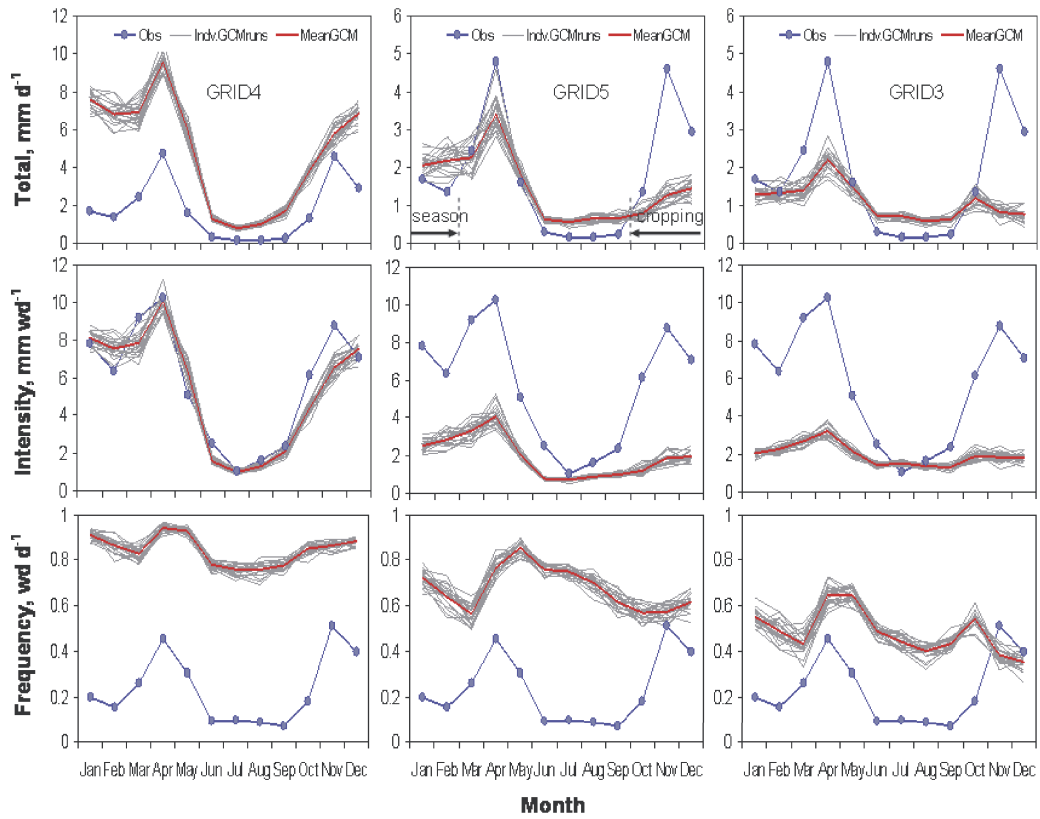 12 6 6
Obs Indv.GCMruns MeanGCM Obs Indv.GCMruns MeanGCM Obs Indv.GCMruns MeanGCM
10 5 5
GRID4 GRID5 GRID3
8 4 4
6 3 3
4 2 2
2 1 1
season cropping
0 0 0
Total, mm d-1
12 12 12
10 10 10
8 8 8
6 6 6
4 4 4
2 2 2
0 0 0
Intensity, mm wd-1
1 1 1
0.8 0.8 0.8
0.6 0.6 0.6
0.4 0.4 0.4
0.2 0.2 0.2
0 0 0
Frequency, wd d-1
Jan Feb Mar Apr May Jun Jul Aug Sep Oct Nov Dec Jan Feb Mar Apr May Jun Jul Aug Sep Oct Nov Dec Jan Feb Mar Apr May Jun Jul Aug Sep Oct Nov Dec
Month